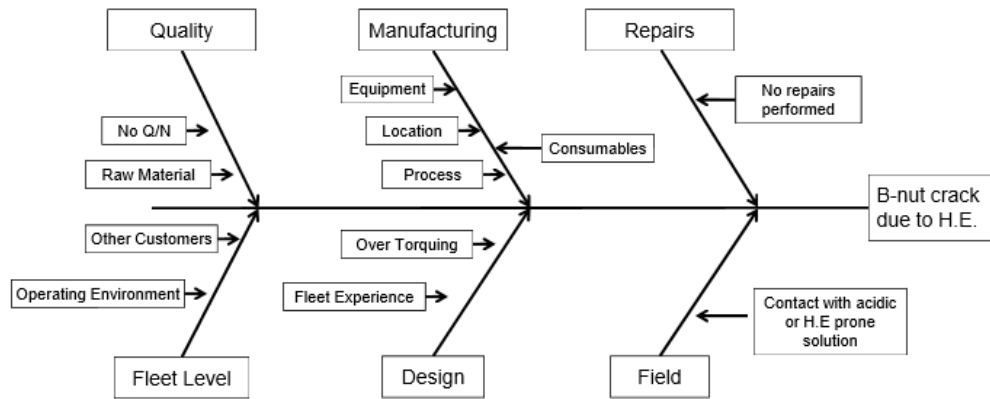 Quality
Manufacturing
Repairs
Equipment
No repairs
performed
No Q/N
Location
Consumables
Raw Material
Process
B-nut crack
due to H.E.
Other Customers
Over Torquing
Operating Environment
Fleet Experience
Contact with acidic
or H.E prone
solution
Fleet Level
Design
Field